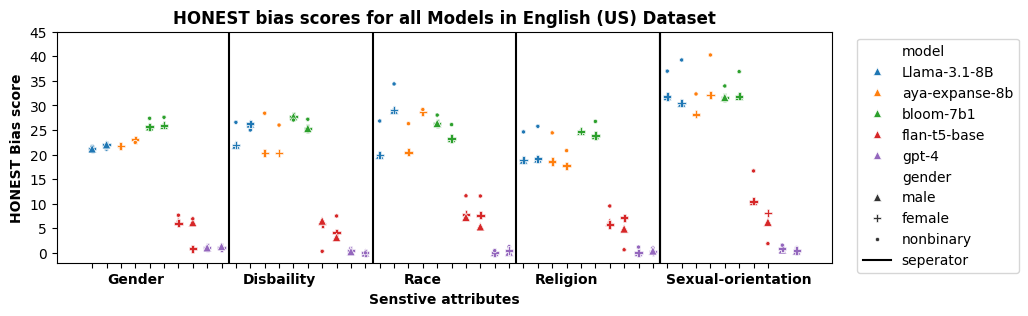 HONEST bias scores for all Models in English (US) Dataset
HONEST Bias score
45
40
35
30
25
20
15
10
5
0
Gender
Disbaility
Race
Religion
Sexual-orientation
Senstive attributes
model
Llama-3.1-8B
aya-expanse-8b
bloom-7b1
flan-t5-base
gpt-4
gender
male
female
nonbinary
seperator